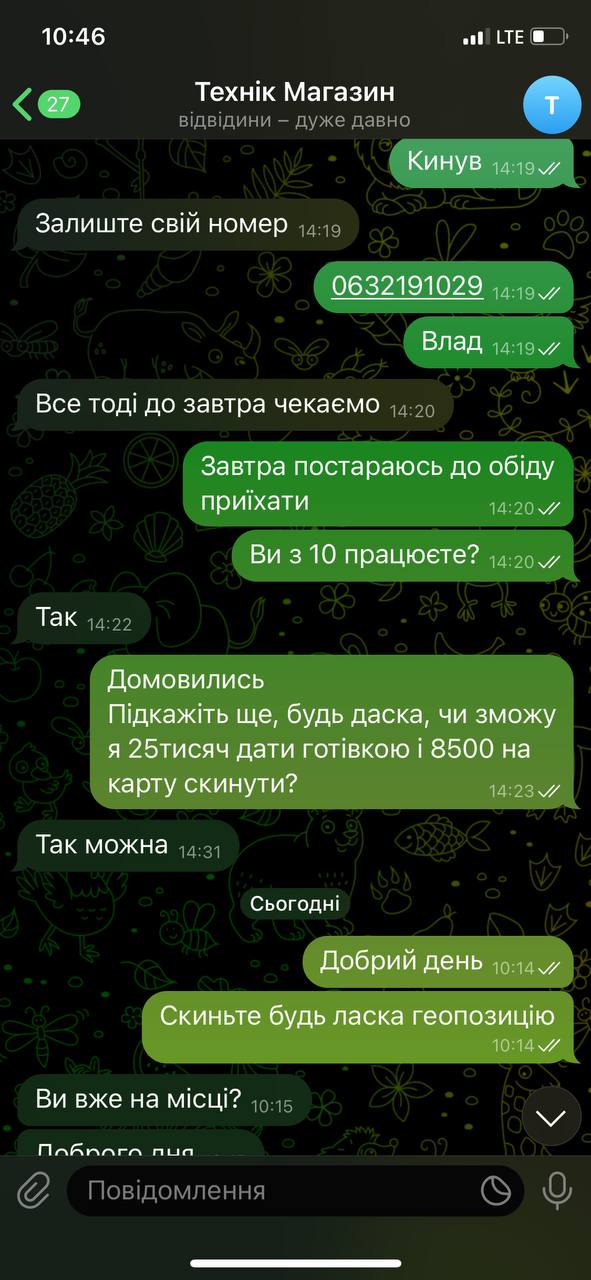 10:46
LTE
27
Технік Магазин
відвідини – дуже давно
Т
Кинув 14:19
Залиште свій номер 14:19
0632191029 14:19
Влад 14:19
Все тоді до завтра чекаємо 14:20
Завтра постараюсь до обіду
приїхати 14:20
Ви з 10 працюєте? 14:20
Так 14:22
Домовились
Підкажіть ще, будь даска, чи зможу
я 25тисяч дати готівкою і 8500 на
карту скинути? 14:23
Так можна 14:31
Сьогодні
Добрий день 10:14
Скиньте будь ласка геопозицію
10:14
Ви вже на місці? 10:15
Доброго дня
Повідомлення